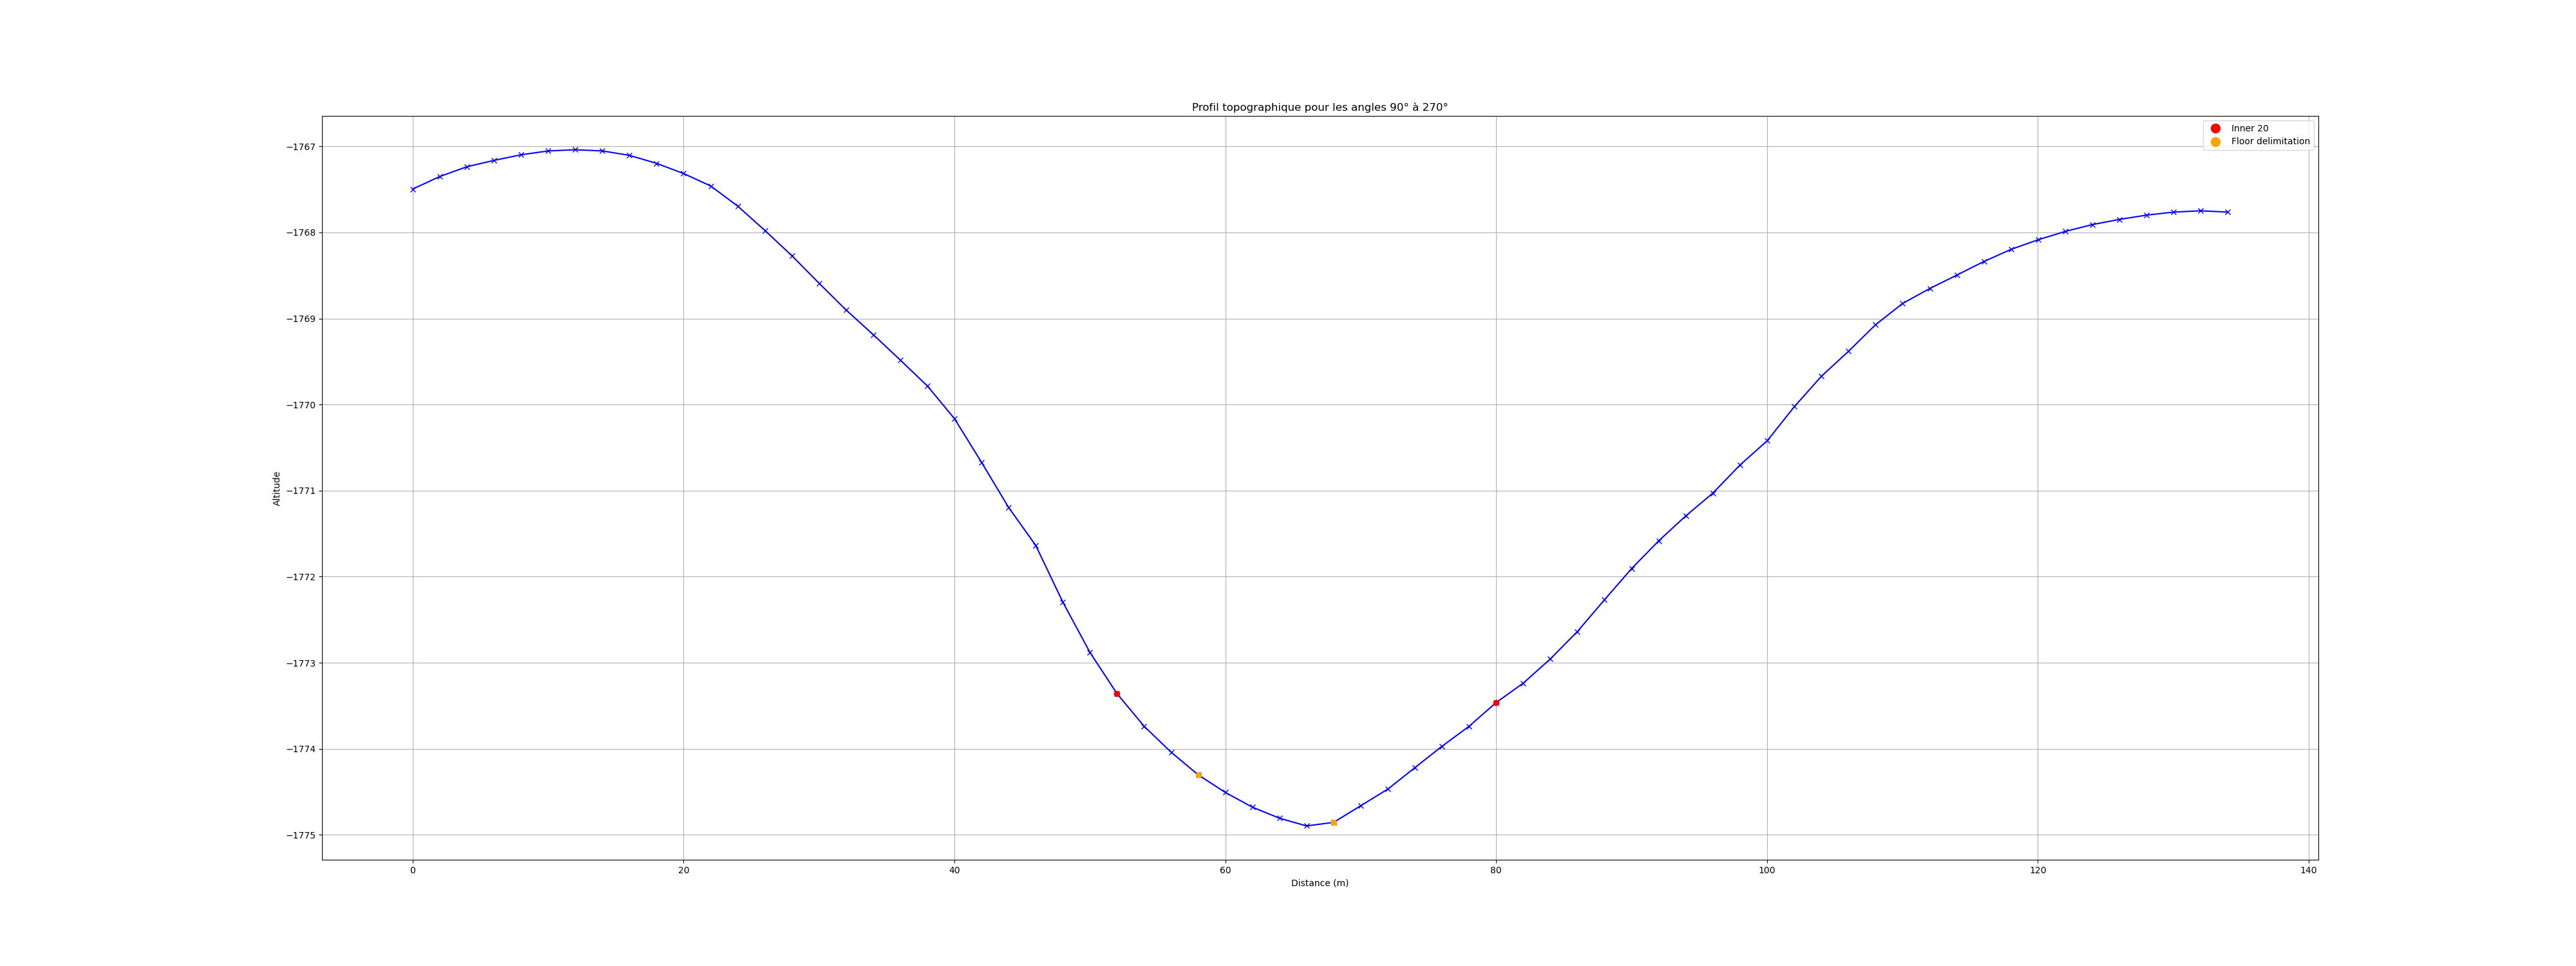 Profil topographique pour les angles 90° à 270°
Inner 20
Floor delimitation
−1767
−1768
−1769
−1770
−1771
−1772
−1773
−1774
−1775
Altitude
0 20 40 60 80 100 120 140
Distance (m)